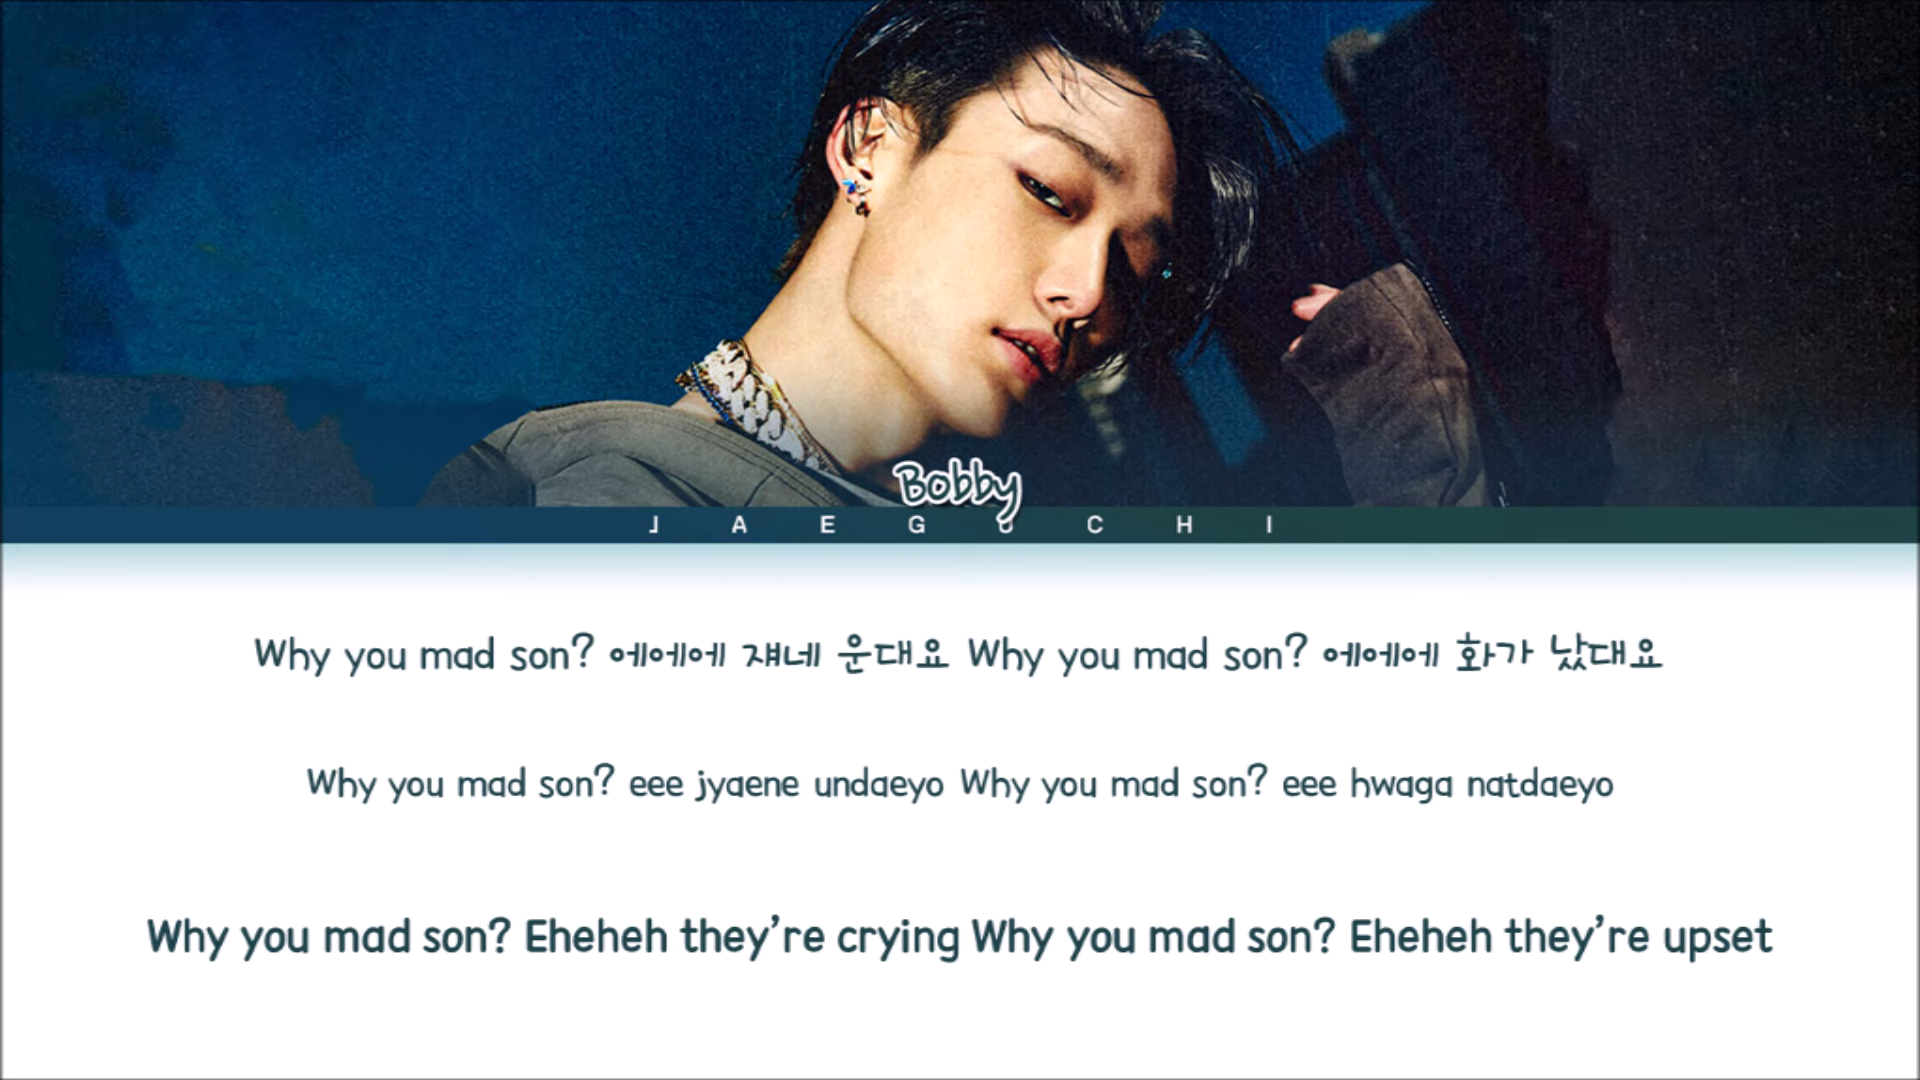 Bobby
J A E G U C H I
Why you mad son? 에에에 쟤네 운대요 Why you mad son? 에에에 화가 났대요
Why you mad son? eee jyaene undaeyo Why you mad son? eee hwaga natdaeyo
Why you mad son? Eheheh they’re crying Why you mad son? Eheheh they’re upset